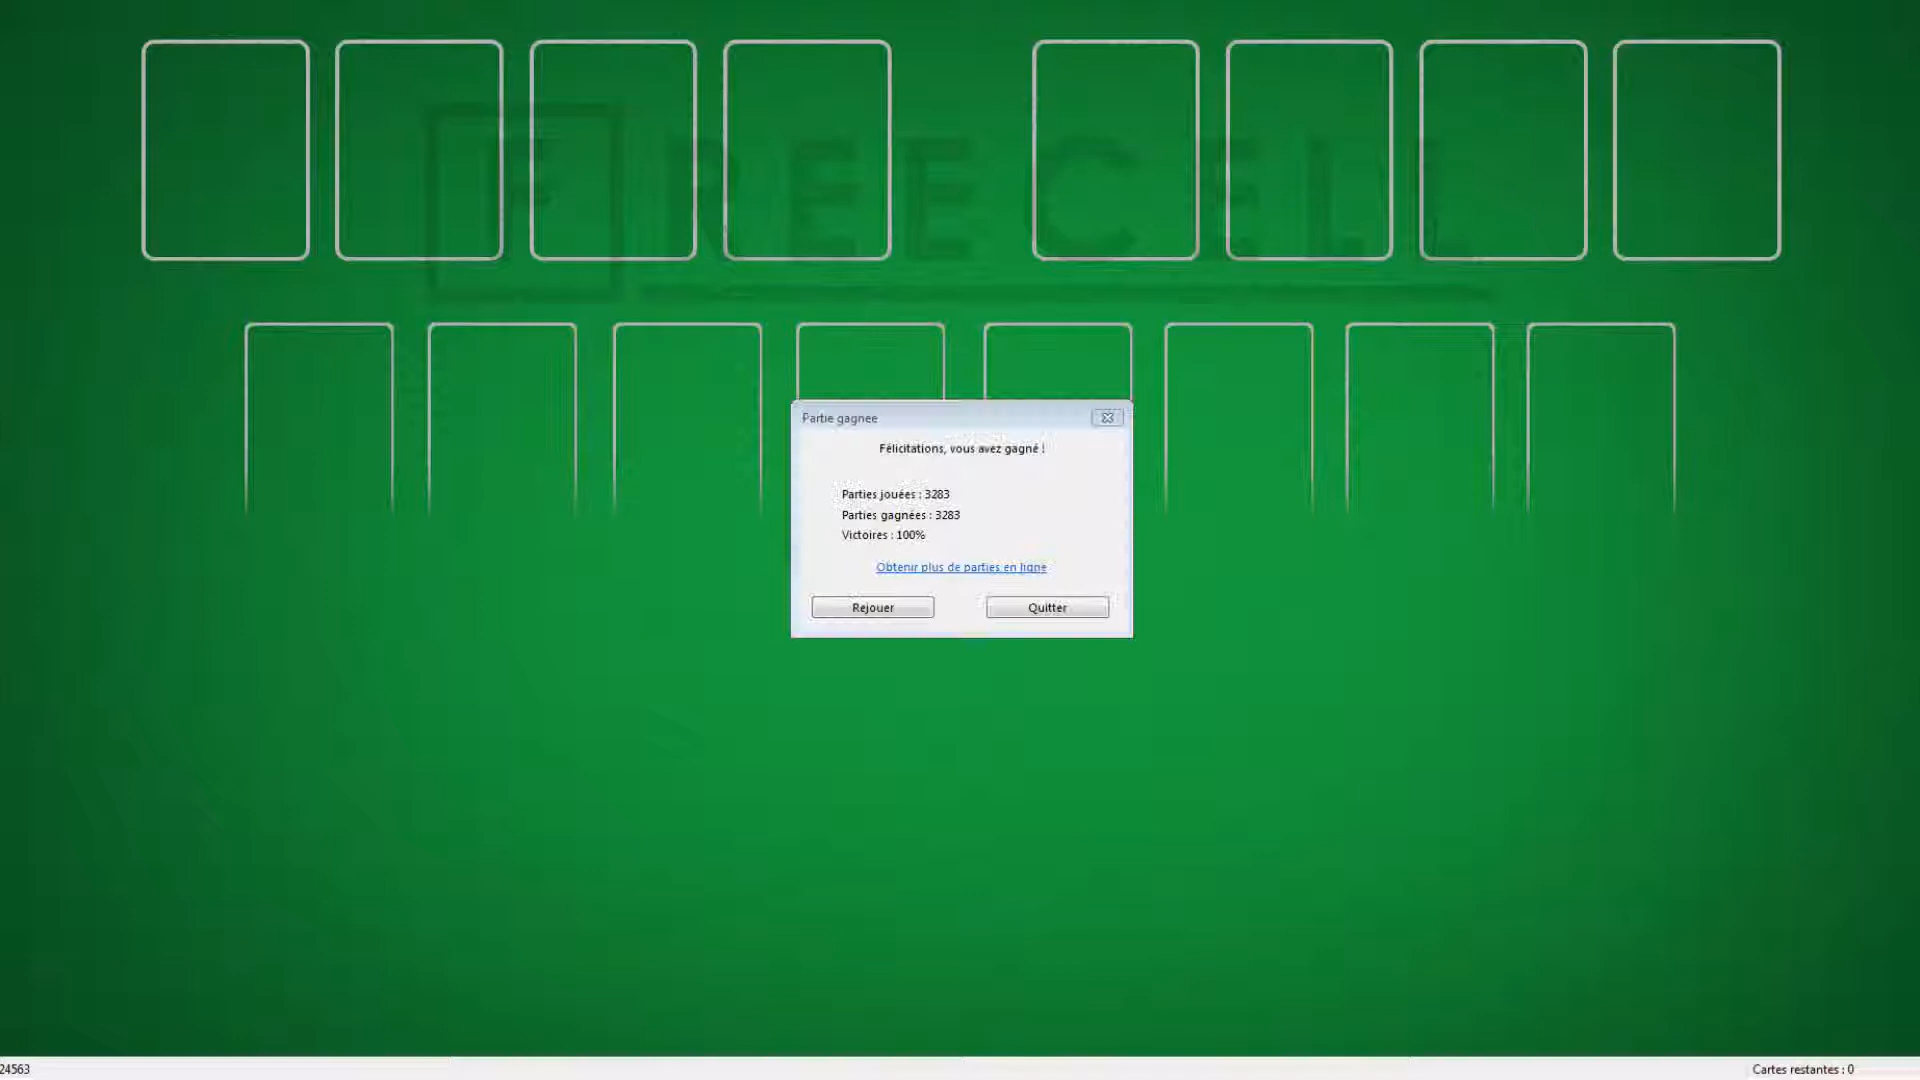 FREECELL
Partie gagnee
Félicitations, vous avez gagné !
Parties jouées : 3283
Parties gagnées : 3283
Victoires : 100%
Obtenir plus de parties en ligne
Rejouer
Quitter
24563
Cartes restantes : 0